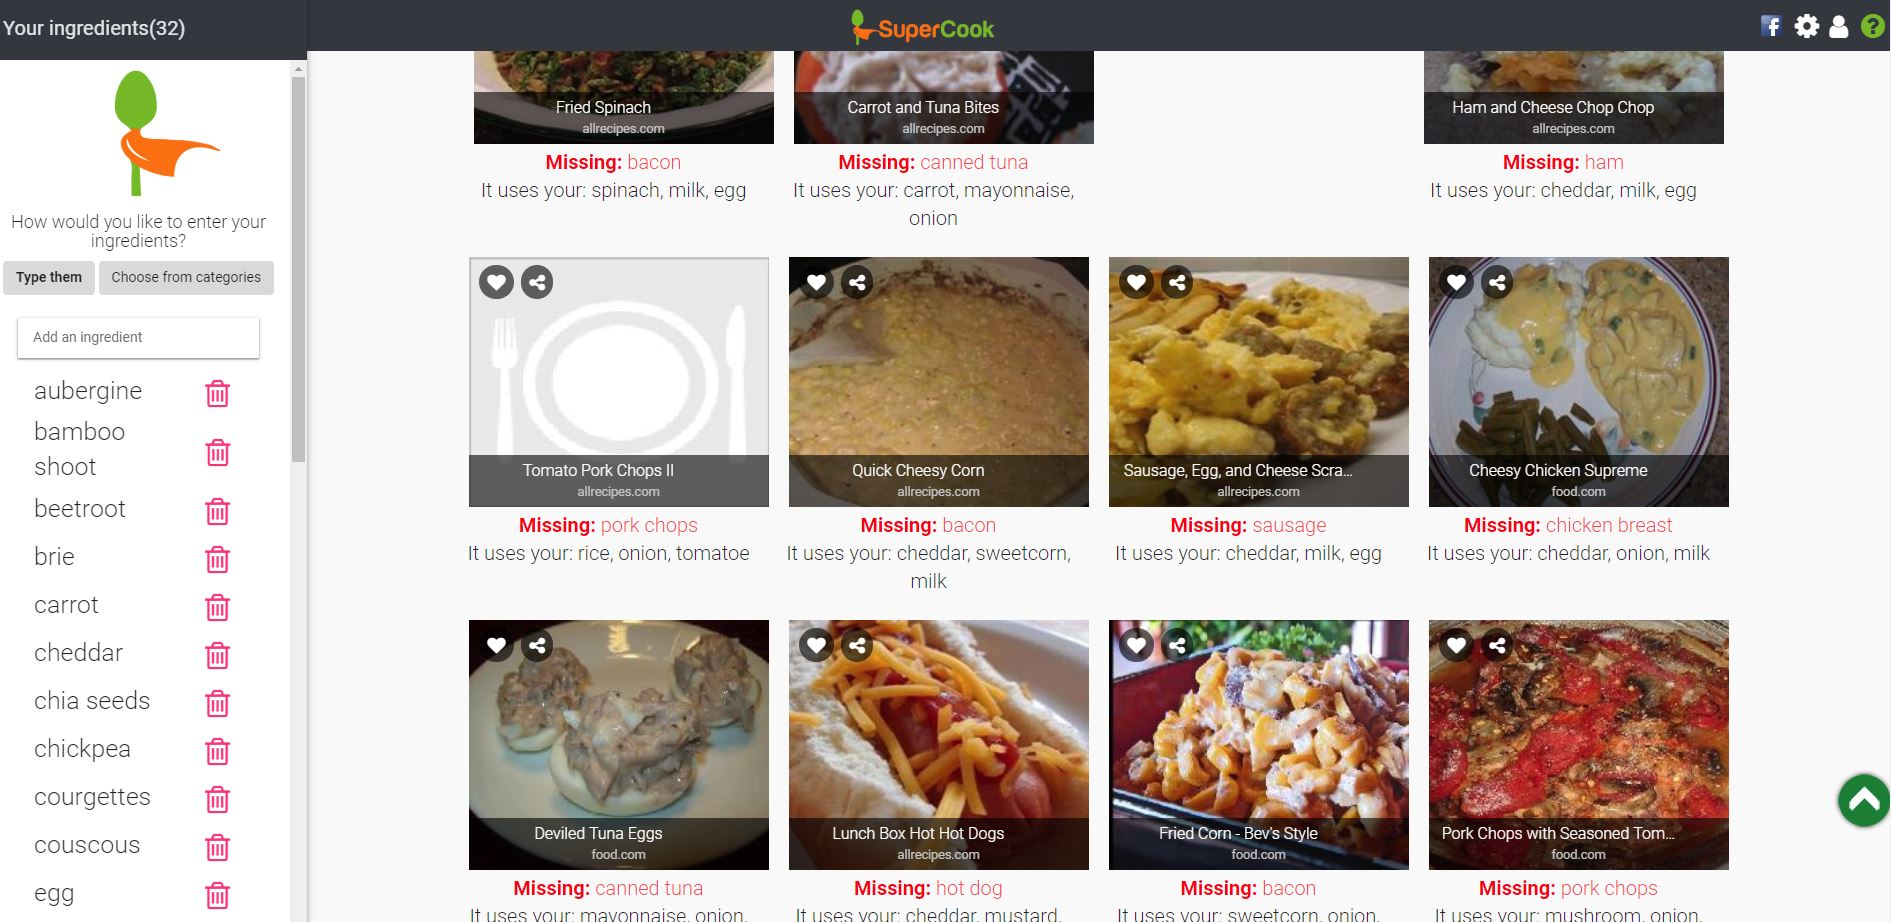 Your ingredients(32)
SuperCook
How would you like to enter your
ingredients?
Type them
Choose from categories
Add an ingredient
aubergine
bamboo
shoot
beetroot
brie
carrot
cheddar
chia seeds
chickpea
courgettes
couscous
egg
Fried Spinach
allrecipes.com
Missing: bacon
It uses your: spinach, milk, egg
Carrot and Tuna Bites
allrecipes.com
Missing: canned tuna
It uses your: carrot, mayonnaise,
onion
Ham and Cheese Chop Chop
allrecipes.com
Missing: ham
It uses your: cheddar, milk, egg
Tomato Pork Chops II
allrecipes.com
Missing: pork chops
It uses your: rice, onion, tomatoe
Quick Cheesy Corn
allrecipes.com
Missing: bacon
It uses your: cheddar, sweetcorn,
milk
Sausage, Egg, and Cheese Scra...
allrecipes.com
Missing: sausage
It uses your: cheddar, milk, egg
Cheesy Chicken Supreme
food.com
Missing: chicken breast
It uses your: cheddar, onion, milk
Deviled Tuna Eggs
food.com
Missing: canned tuna
It uses your: mayonnaise, onion,
Lunch Box Hot Hot Dogs
allrecipes.com
Missing: hot dog
It uses your: cheddar, mustard,
Fried Corn - Bev's Style
food.com
Missing: bacon
It uses your: sweetcorn, onion,
Pork Chops with Seasoned Tom...
food.com
Missing: pork chops
It uses your: mushroom, onion,